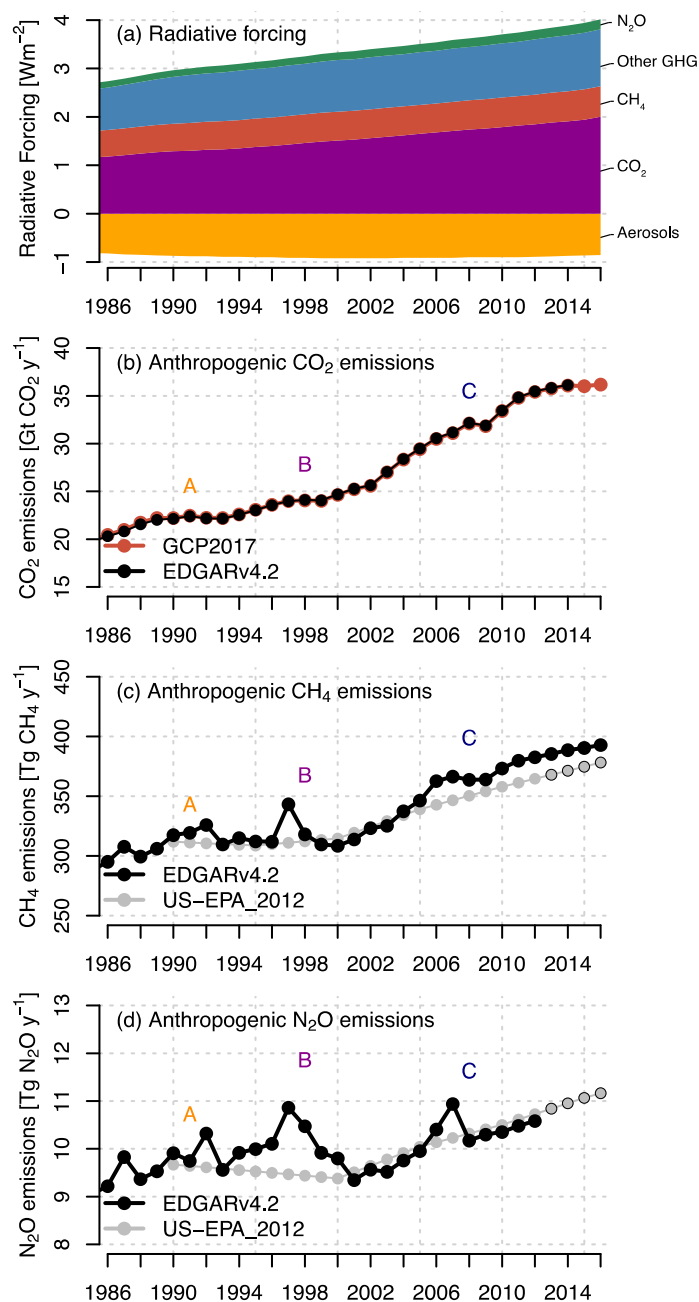 (a) Radiative forcing
Radiative Forcing [Wm⁻²]
4
3
2
1
0
−1
N₂O
Other GHG
CH₄
CO₂
Aerosols
1986 1990 1994 1998 2002 2006 2010 2014
(b) Anthropogenic CO₂ emissions
CO₂ emissions [Gt CO₂ y⁻¹]
40
35
30
25
20
15
A
B
C
GCP2017
EDGARv4.2
1986 1990 1994 1998 2002 2006 2010 2014
(c) Anthropogenic CH₄ emissions
CH₄ emissions [Tg CH₄ y⁻¹]
450
400
350
300
250
A
B
C
EDGARv4.2
US−EPA_2012
1986 1990 1994 1998 2002 2006 2010 2014
(d) Anthropogenic N₂O emissions
N₂O emissions [Tg N₂O y⁻¹]
13
12
11
10
9
8
A
B
C
EDGARv4.2
US−EPA_2012
1986 1990 1994 1998 2002 2006 2010 2014